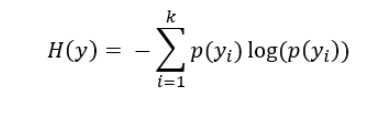 H(y) = − ∑_{i=1}^{k} p(y_i) log(p(y_i))